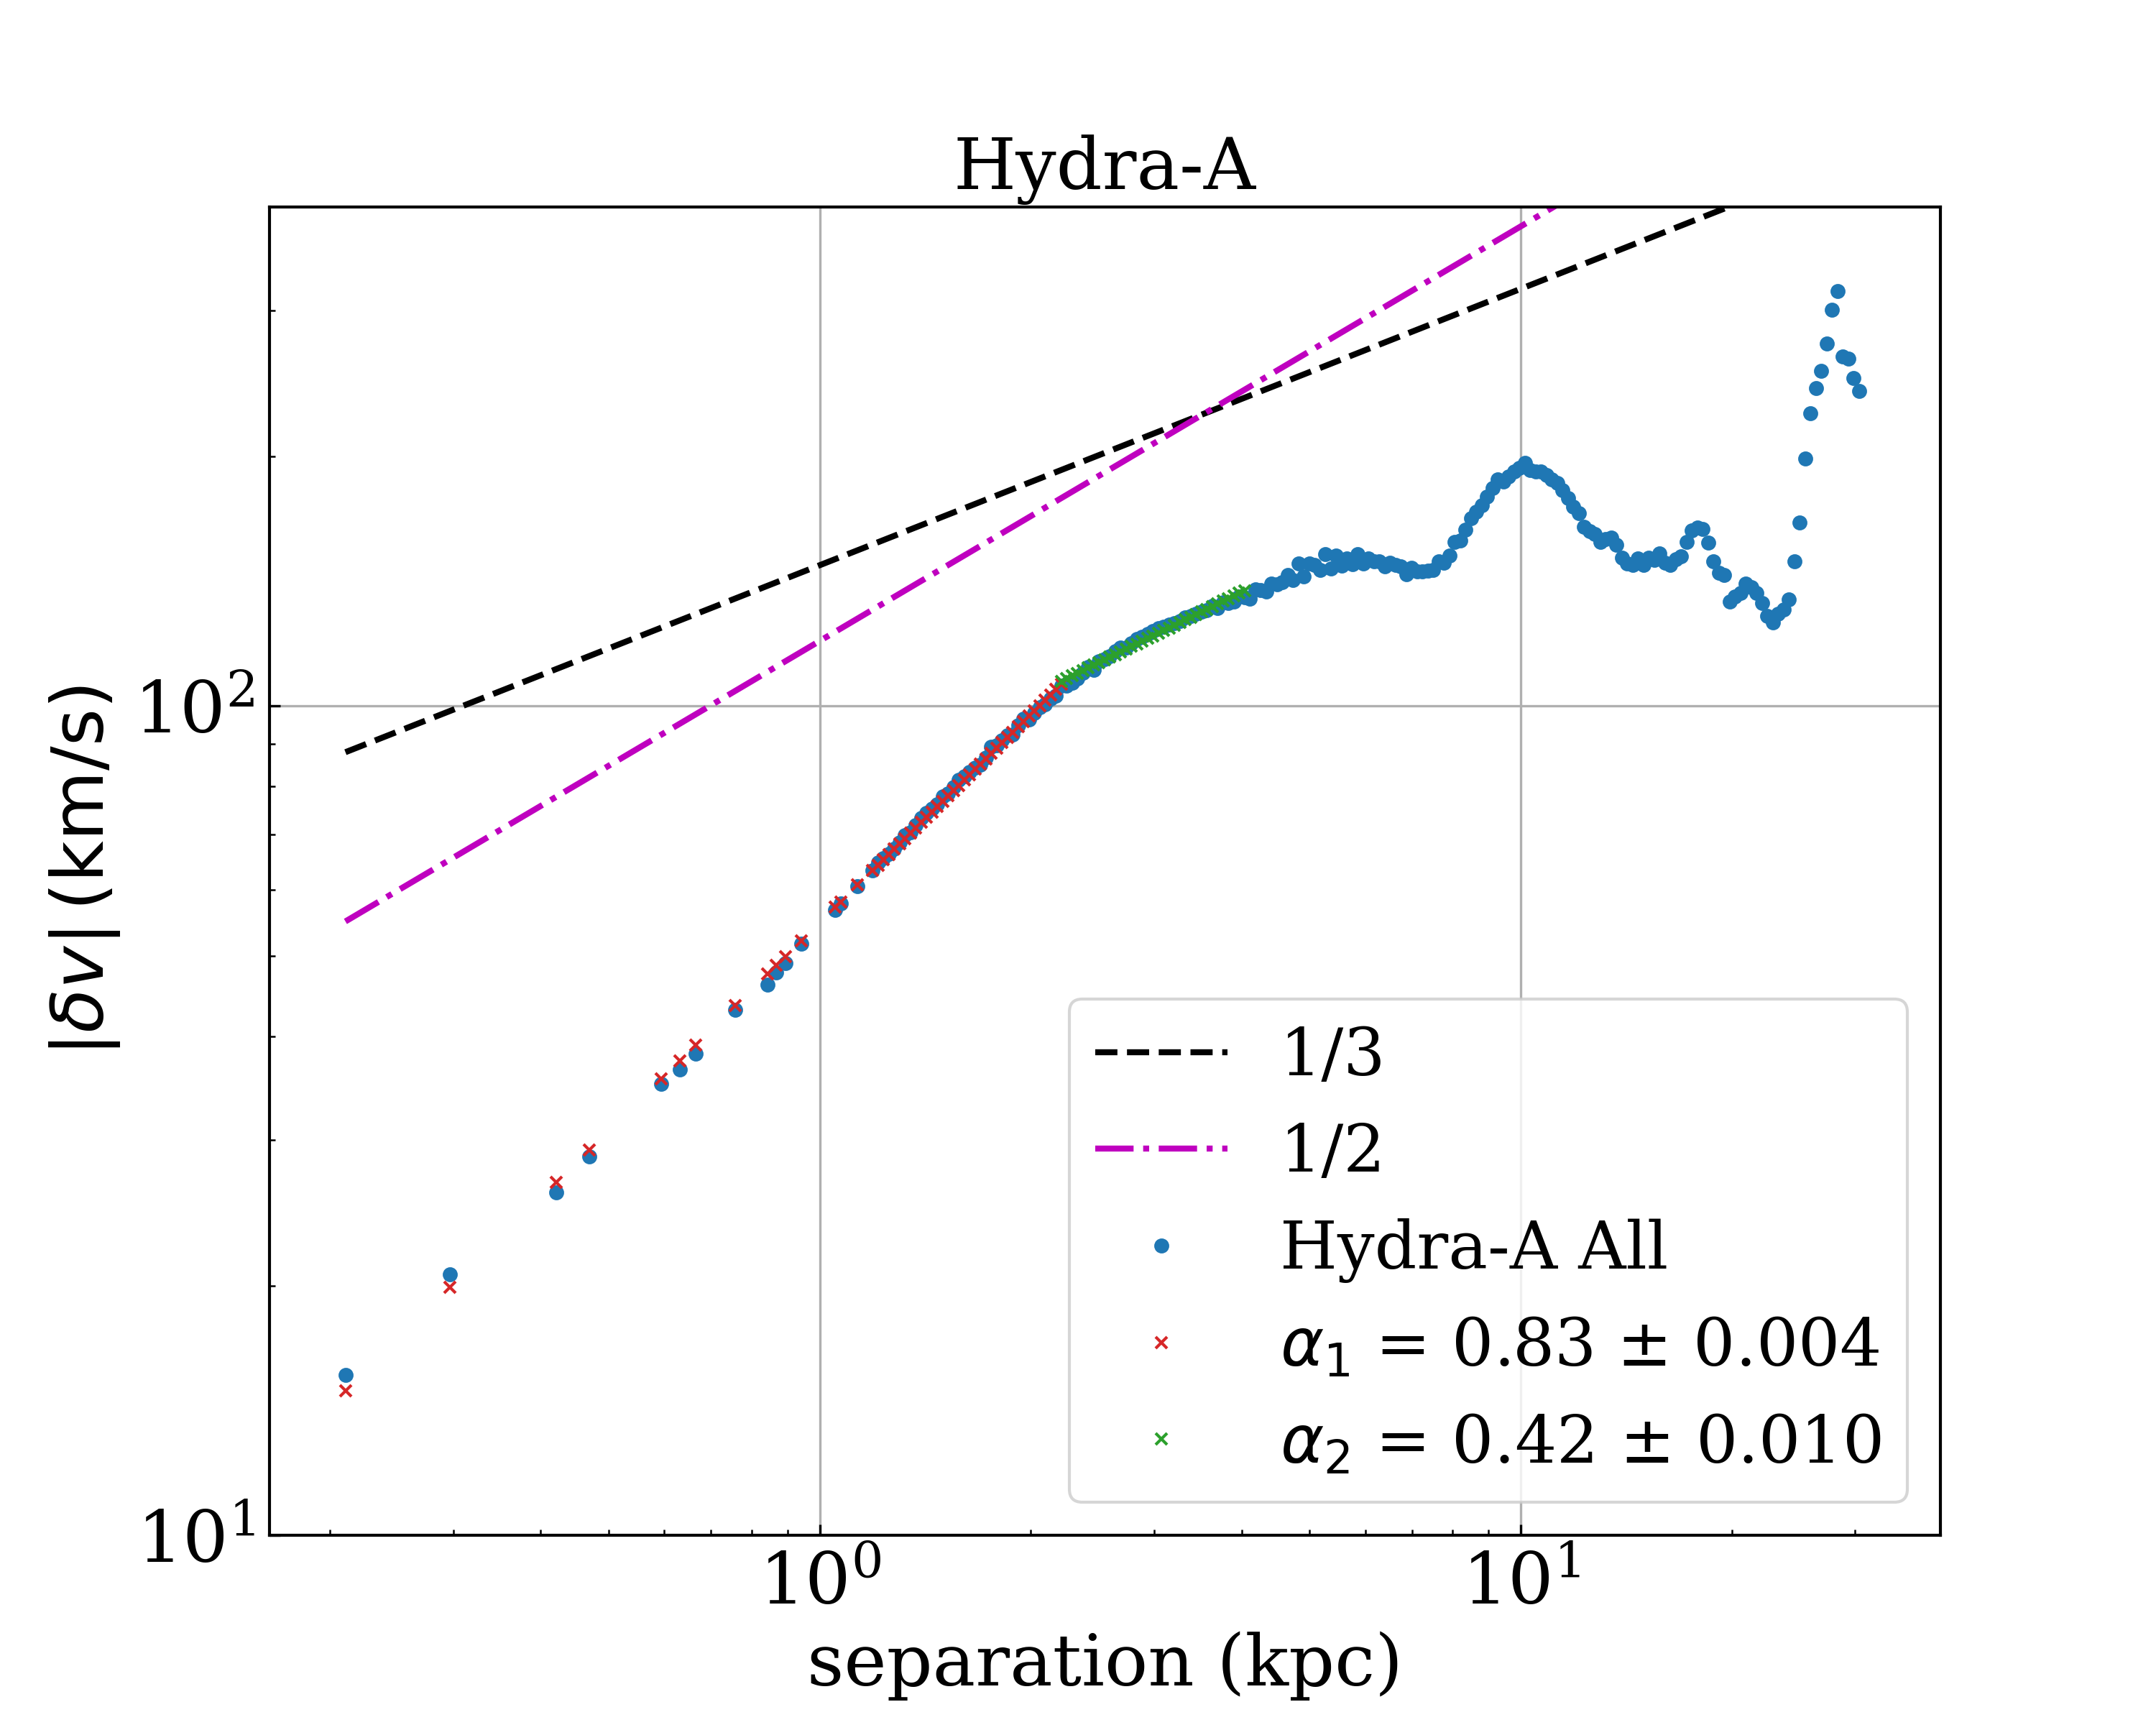 Hydra-A
|δv| (km/s)
10²
10¹
10⁰
10¹
separation (kpc)
1/3
1/2
Hydra-A All
α₁ = 0.83 ± 0.004
α₂ = 0.42 ± 0.010